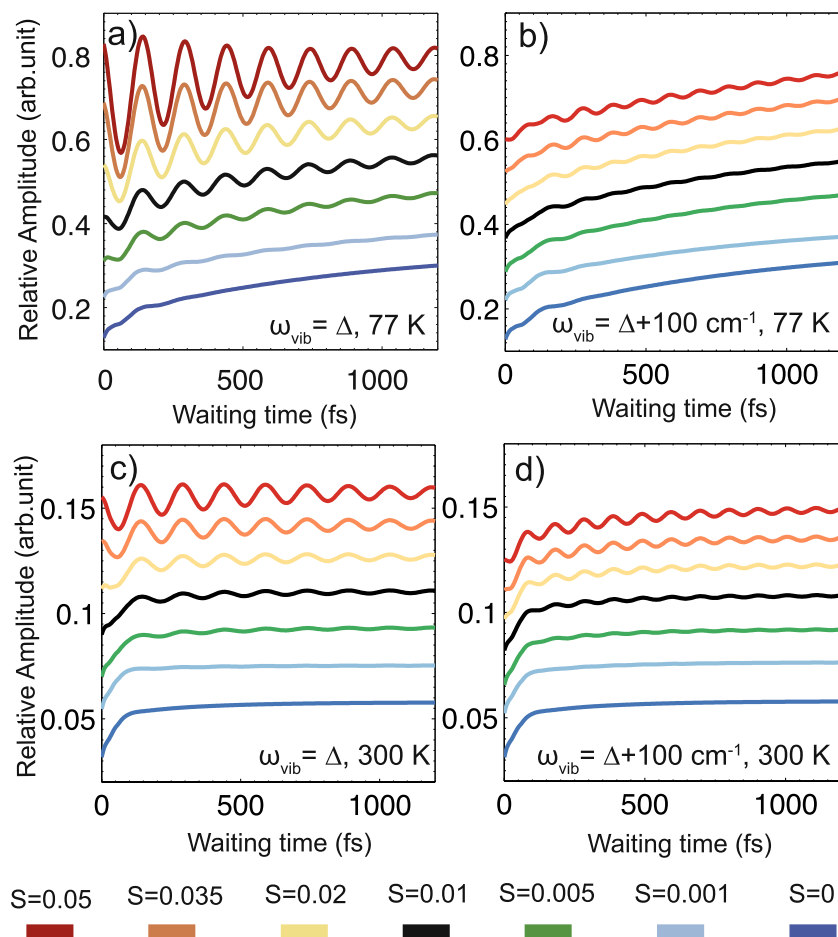 a)
b)
Relative Amplitude (arb.unit)
0.8
0.6
0.4
0.2
ω_vib = Δ, 77 K
0
500
1000
Waiting time (fs)
0.8
0.6
0.4
0.2
ω_vib = Δ+100 cm⁻¹, 77 K
0
500
1000
Waiting time (fs)
c)
d)
Relative Amplitude (arb.unit)
0.15
0.1
0.05
ω_vib = Δ, 300 K
0
500
1000
Waiting time (fs)
0.15
0.1
0.05
ω_vib = Δ+100 cm⁻¹, 300 K
0
500
1000
Waiting time (fs)
S=0.05 S=0.035 S=0.02 S=0.01 S=0.005 S=0.001 S=0